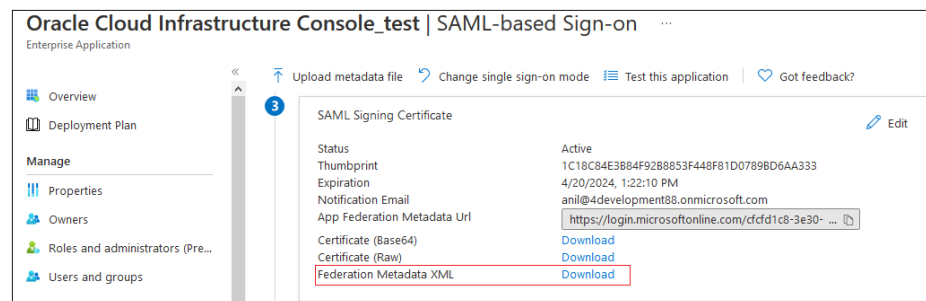 Oracle Cloud Infrastructure Console_test | SAML-based Sign-on ...
Enterprise Application
Upload metadata file Change single sign-on mode Test this application Got feedback?
Overview
Deployment Plan
Manage
Properties
Owners
Roles and administrators (Pre...
Users and groups
3
SAML Signing Certificate
Edit
Status Active
Thumbprint 1C18C84E3B84F92B8853F448F81D0789BD6AA333
Expiration 4/20/2024, 1:22:10 PM
Notification Email anil@4development88.onmicrosoft.com
App Federation Metadata Url https://login.microsoftonline.com/cfcfd1c8-3e30- ...
Certificate (Base64) Download
Certificate (Raw) Download
Federation Metadata XML Download